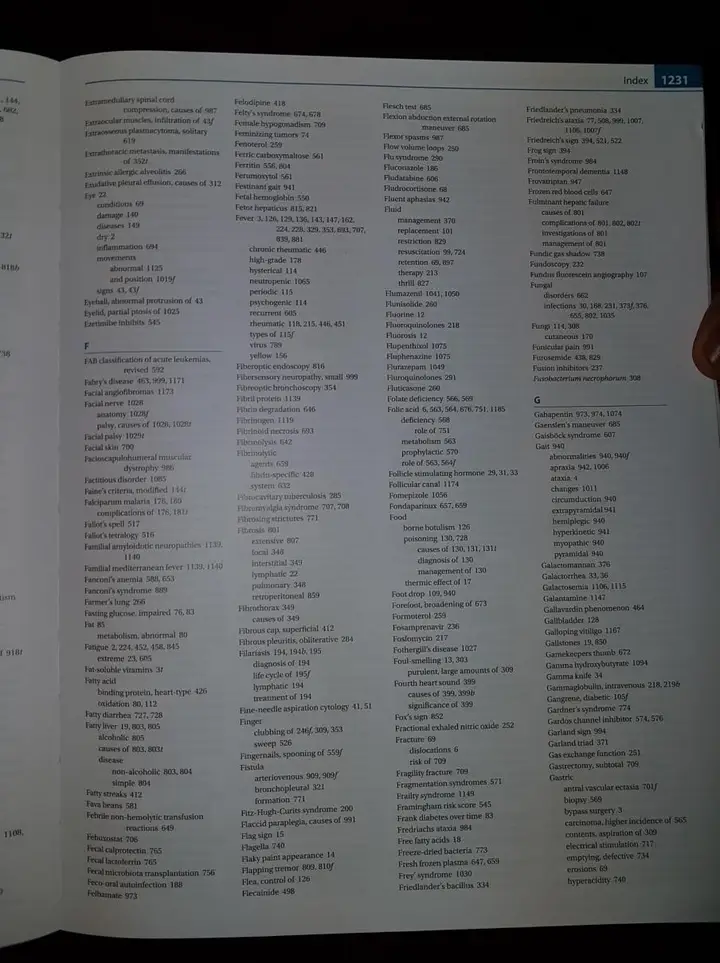 Index 1231
Extramedullary spinal cord
compression, causes of 987
Extraocular muscles, infiltration of 43f
Extraosseous plasmacytoma, solitary
619
Extrathoracic metastasis, manifestations
of 352t
Extrinsic allergic alveolitis 266
Exudative pleural effusion, causes of 312
Eye 22
conditions 69
damage 140
diseases 149
dry 2
inflammation 694
movements
abnormal 1125
and position 1019f
signs 43, 43f
Eyeball, abnormal protrusion of 43
Eyelid, partial ptosis of 1025
Ezetimibe inhibits 545
F
FAB classification of acute leukemias,
revised 592
Fahry's disease 463, 999, 1171
Facial angiofibromas 1173
Facial nerve 1028
anatomy 1028f
palsy, causes of 1028, 1028t
Facial palsy 1029t
Facial skin 780
Facioscapulohumeral muscular
dystrophy 986
Factitious disorder 1085
Faine's criteria, modified 144t
Falciparum malaria 178, 180
complications of 178, 181t
Fallot's spell 517
Fallot's tetralogy 516
Familial amyloidotic neuropathies 1139,
1140
Familial mediterranean fever 1139, 1140
Fanconi's anemia 588, 653
Fanconi's syndrome 889
Farmer's lung 266
Fasting glucose, impaired 76, 83
Fat 85
metabolism, abnormal 80
Fatigue 2, 224, 452, 458, 845
extreme 23, 605
Fat-soluble vitamins 3t
Fatty acid
binding protein, heart-type 426
oxidation 80, 112
Fatty diarrhea 727, 728
Fatty liver 19, 803, 805
alcoholic 805
causes of 803, 803t
disease
non-alcoholic 803, 804
simple 804
Fatty streaks 412
Fava beans 581
Febrile non-hemolytic transfusion
reactions 649
Febuxostat 706
Fecal calprotectin 765
Fecal lactoferrin 765
Fecal microbiota transplantation 756
Feco-oral autoinfection 188
Felbamate 973
Feludipine 418
Felty's syndrome 674, 678
Female hypogonadism 709
Feminizing tumors 74
Fenoterol 259
Ferric carboxymaltose 561
Ferritin 556, 804
Ferumoxytol 561
Festinant gait 941
Fetal hemoglobin 550
Fetor hepaticus 815, 821
Fever 3, 126, 129, 136, 143, 147, 162,
224, 228, 329, 353, 693, 707,
839, 881
chronic rheumatic 446
high-grade 178
hysterical 114
neutropenic 1065
periodic 115
psychogenic 114
recurrent 605
rheumatic 118, 215, 446, 451
types of 115f
virus 789
yellow 156
Fiberoptic endoscopy 816
Fibersensory neuropathy, small 999
Fibreoptic bronchoscopy 354
Fibril protein 1139
Fibrin degradation 646
Fibrinogen 1119
Fibrinoid necrosis 693
Fibrinolysis 642
Fibrinolytic
agents 659
fibrin-specific 428
system 632
Fibrocavitary tuberculosis 285
Fibromyalgia syndrome 707, 708
Fibrosing strictures 771
Fibrosis 801
extensive 807
local 348
interstitial 349
lymphatic 22
pulmonary 348
retroperitoneal 859
Fibrothorax 349
causes of 349
Fibrous cap, superficial 412
Fibrous pleuritis, obliterative 284
Filariasis 194, 194b, 195
diagnosis of 194
life cycle of 195f
lymphatic 194
treatment of 194
Fine-needle aspiration cytology 41, 51
Finger
clubbing of 246f, 309, 353
sweep 526
Fingernails, spooning of 559f
Fistula
arteriovenous 909, 909f
bronchopleural 321
formation 771
Fitz-Hugh-Curtis syndrome 200
Flaccid paraplegia, causes of 991
Flag sign 15
Flagella 740
Flaky paint appearance 14
Flapping tremor 809, 810f
Flea, control of 126
Flecainide 498
Flesch test 685
Flexion abduction external rotation
maneuver 685
Flexor spasms 987
Flow volume loops 250
Flu syndrome 290
Fluconazole 186
Fludarabine 606
Fludrocortisone 68
Fluent aphasias 942
Fluid
management 370
replacement 101
restriction 829
resuscitation 99, 724
retention 69, 897
therapy 213
thrill 827
Flumazenil 1041, 1050
Flunisolide 260
Fluorine 12
Fluoroquinolones 218
Fluorosis 12
Flupenthixol 1075
Fluphenazine 1075
Flurazepam 1049
Fluroquinolones 291
Fluticasone 260
Folate deficiency 566, 569
Folic acid 6, 563, 564, 676, 751, 1185
deficiency 568
role of 751
metabolism 563
prophylactic 570
role of 563, 564f
Follicle stimulating hormone 29, 31, 33
Follicular canal 1174
Fomepizole 1056
Fondaparinux 657, 659
Food
borne botulism 126
poisoning 130, 728
causes of 130, 131, 131t
diagnosis of 130
management of 130
thermic effect of 17
Foot drop 109, 940
Forefoot, broadening of 673
Formoterol 259
Fosamprenavir 236
Fosfomycin 217
Fothergill's disease 1027
Foul-smelling 13, 303
purulent, large amounts of 309
Fourth heart sound 399
causes of 399, 399b
significance of 399
Fox's sign 852
Fractional exhaled nitric oxide 252
Fracture 69
dislocations 6
risk of 709
Fragility fracture 709
Fragmentation syndromes 571
Frailty syndrome 1149
Framingham risk score 545
Frank diabetes over time 83
Fredriachs ataxia 984
Free fatty acids 18
Freeze-dried bacteria 773
Fresh frozen plasma 647, 659
Frey' syndrome 1030
Friedlander's bacillus 334
Friedlander's pneumonia 334
Friedreich's ataxia 77, 508, 999, 1007,
1106, 1007f
Friedreich's sign 394, 521, 522
Frog sign 394
Froin's syndrome 984
Frontotemporal dementia 1148
Frovatriptan 947
Frozen red blood cells 647
Fulminant hepatic failure
causes of 801
complications of 801, 802, 802t
investigations of 801
management of 801
Fundic gas shadow 738
Fundoscopy 222
Fundus fluorescein angiography 107
Fungal
disorders 662
infections 30, 168, 231, 373f, 376,
655, 802, 1035
Fungi 114, 308
cutaneous 170
Funicular pain 991
Furosemide 438, 829
Fusion inhibitors 237
Fusobacterium necrophorum 308
G
Gabapentin 973, 974, 1074
Gaenslen's maneuver 685
Gaisböck syndrome 607
Gait 940
abnormalities 940, 940f
apraxia 942, 1006
ataxia 4
changes 1011
circumduction 940
extrapyramidal 941
hemiplegic 940
hyperkinetic 941
myopathic 940
pyramidal 940
Galactomannan 376
Galactorrhea 33, 36
Galactosemia 1106, 1115
Galantamine 1147
Gallavardin phenomenon 464
Gallbladder 128
Galloping vitiligo 1167
Gallstones 19, 850
Gamekeepers thumb 672
Gamma hydroxybutyrate 1094
Gamma knife 34
Gammaglobulin, intravenous 218, 219b
Gangrene, diabetic 105f
Gardner's syndrome 774
Gardos channel inhibitor 574, 576
Garland sign 994
Garland triad 371
Gas exchange function 251
Gastrectomy, subtotal 709
Gastric
antral vascular ectasia 701f
biopsy 569
bypass surgery 3
carcinoma, higher incidence of 565
contents, aspiration of 309
electrical stimulation 717
emptying, defective 734
erosions 69
hyperacidity 740